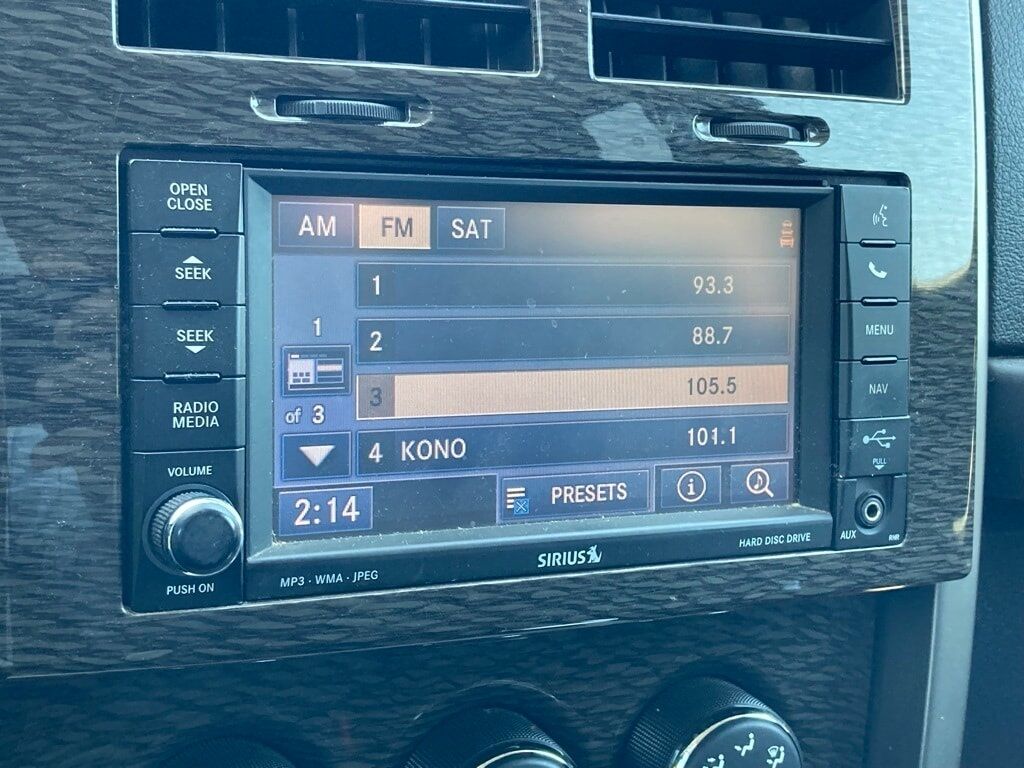 OPEN
CLOSE
SEEK
SEEK
RADIO
MEDIA
VOLUME
PUSH ON
AM FM SAT
1 93.3
2 88.7
3 105.5
4 KONO 101.1
1
of 3
2:14 PRESETS
MENU
NAV
PULL
AUX RNR
MP3 · WMA · JPEG
SIRIUS
HARD DISC DRIVE